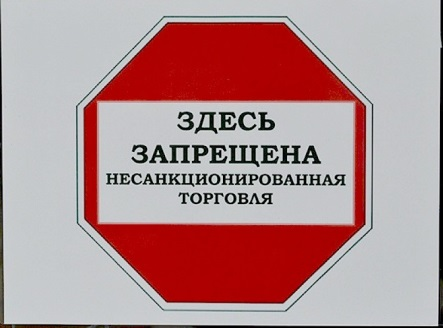 ЗДЕСЬ
ЗАПРЕЩЕНА
НЕСАНКЦИОНИРОВАННАЯ
ТОРГОВЛЯ